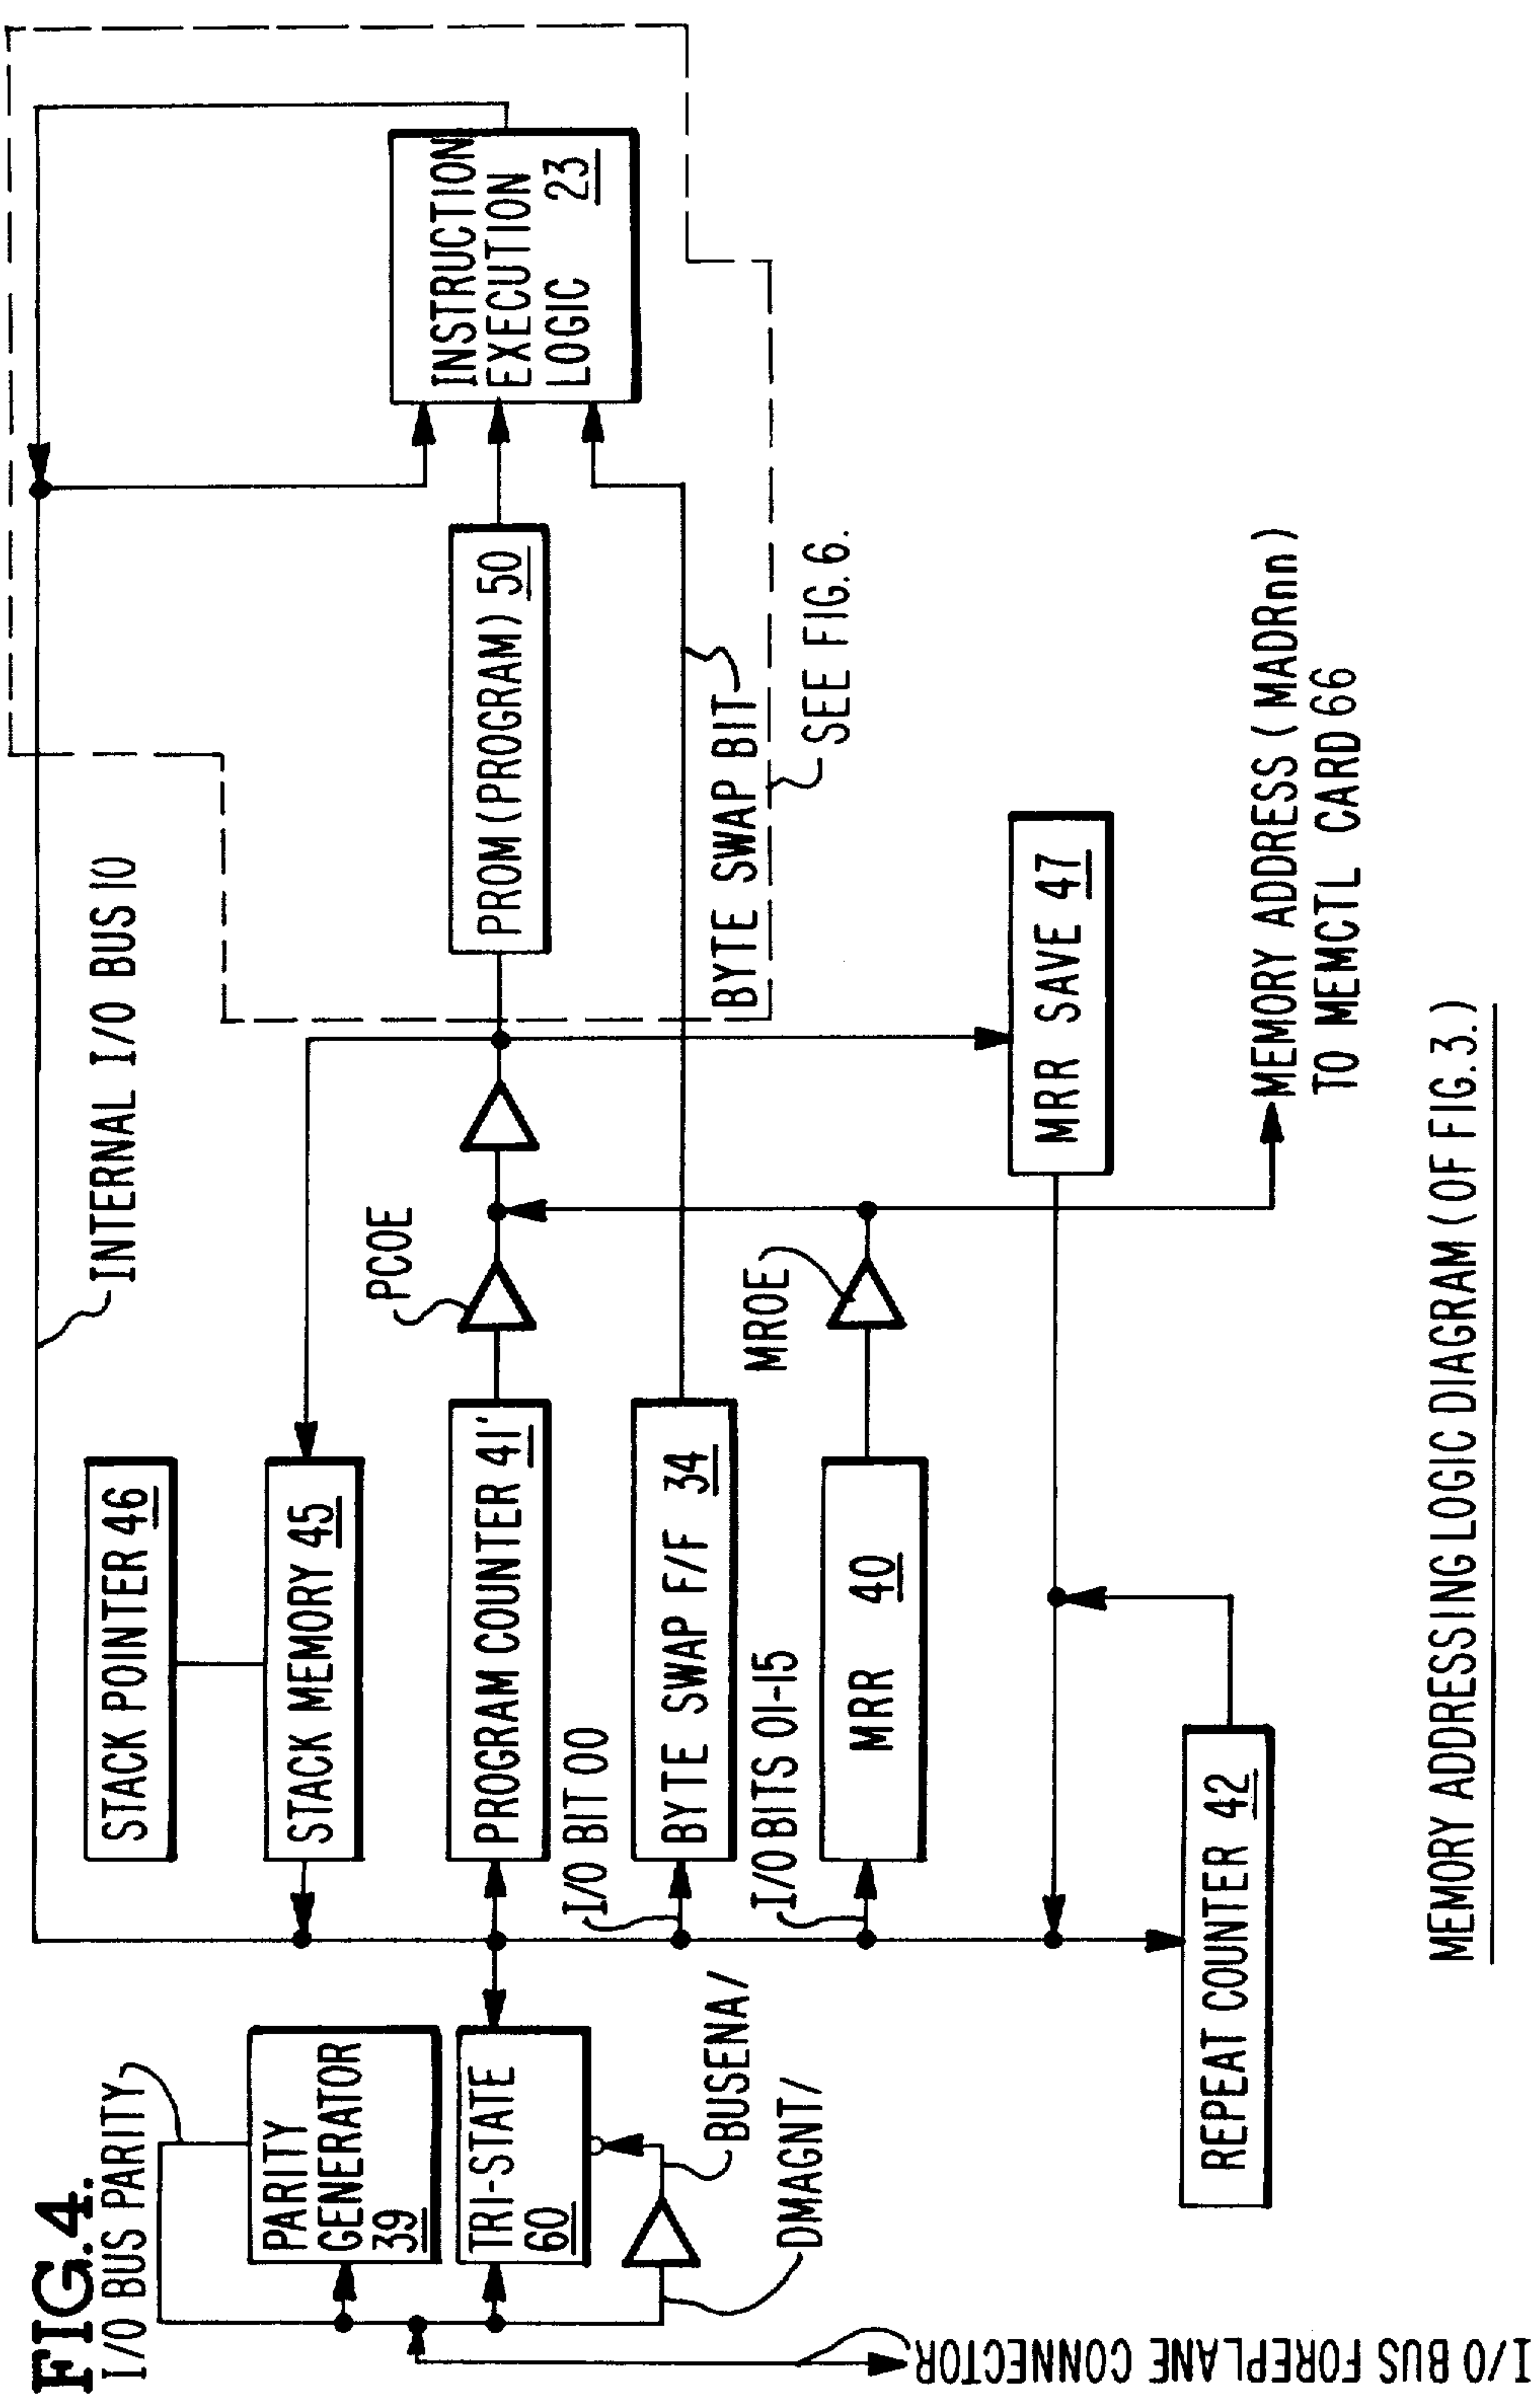 FIG.4.
I/O BUS PARITY
PARITY
GENERATOR
39
TRI-STATE
60
BUSENA/
DMAGNT/
I/O BUS FOREPLANE CONNECTOR
INTERNAL I/O BUS 10
STACK POINTER 46
STACK MEMORY 45
PROGRAM COUNTER 41'
I/O BIT 00
BYTE SWAP F/F 34
I/O BITS 01-15
MRR 40
REPEAT COUNTER 42
PCOE
MROE
MRR SAVE 47
PROM (PROGRAM) 50
BYTE SWAP BIT
SEE FIG. 6.
INSTRUCTION
EXECUTION
LOGIC 23
MEMORY ADDRESS (MADRnn)
TO MEMCTL CARD 66
MEMORY ADDRESSING LOGIC DIAGRAM (OF FIG.3.)